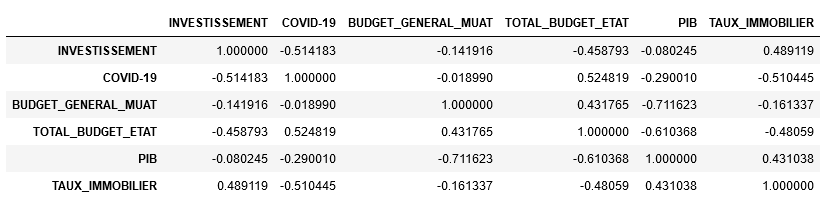 INVESTISSEMENT COVID-19 BUDGET_GENERAL_MUAT TOTAL_BUDGET_ETAT PIB TAUX_IMMOBILIER
INVESTISSEMENT 1.000000 -0.514183 -0.141916 -0.458793 -0.080245 0.489119
COVID-19 -0.514183 1.000000 -0.018990 0.524819 -0.290010 -0.510445
BUDGET_GENERAL_MUAT -0.141916 -0.018990 1.000000 0.431765 -0.711623 -0.161337
TOTAL_BUDGET_ETAT -0.458793 0.524819 0.431765 1.000000 -0.610368 -0.48059
PIB -0.080245 -0.290010 -0.711623 -0.610368 1.000000 0.431038
TAUX_IMMOBILIER 0.489119 -0.510445 -0.161337 -0.48059 0.431038 1.000000